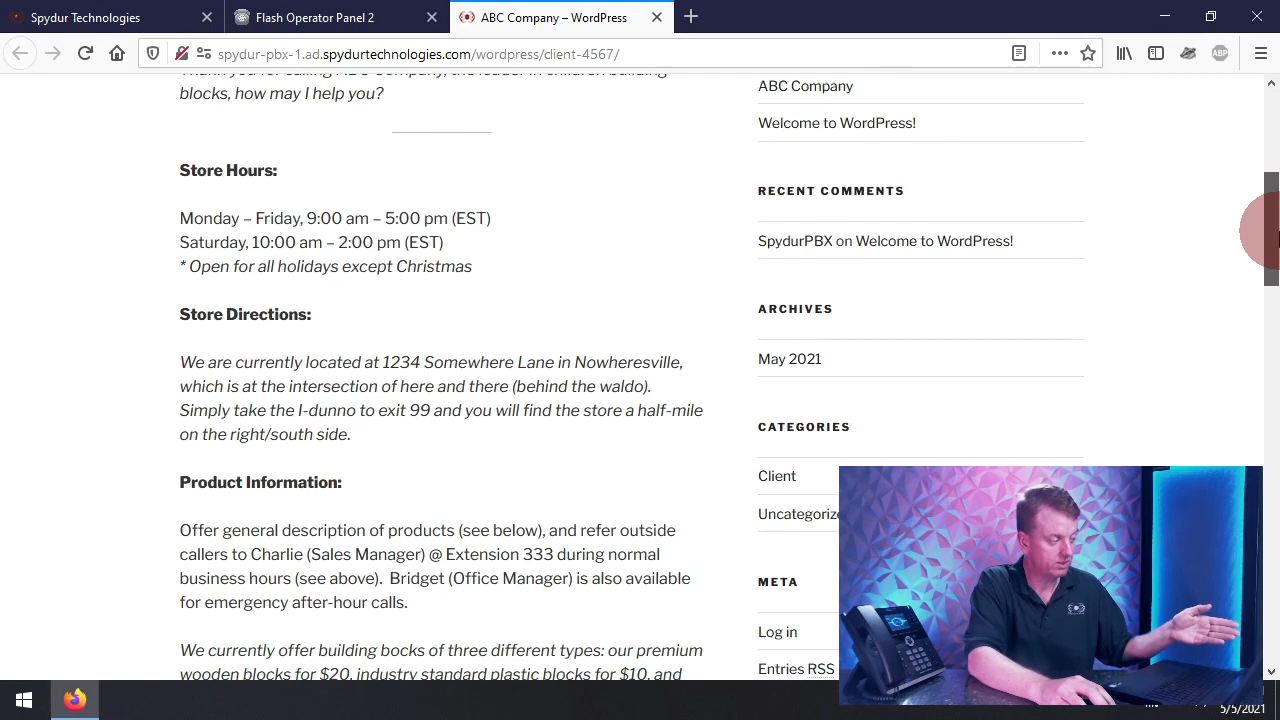 Spydur Technologies
Flash Operator Panel 2
ABC Company – WordPress
spydur-pbx-1.ad.spydurtechnologies.com/wordpress/client-4567/
ABP
blocks, how may I help you?
Store Hours:
Monday – Friday, 9:00 am – 5:00 pm (EST)
Saturday, 10:00 am – 2:00 pm (EST)
* Open for all holidays except Christmas
Store Directions:
We are currently located at 1234 Somewhere Lane in Nowheresville,
which is at the intersection of here and there (behind the waldo).
Simply take the I-dunno to exit 99 and you will find the store a half-mile
on the right/south side.
Product Information:
Offer general description of products (see below), and refer outside
callers to Charlie (Sales Manager) @ Extension 333 during normal
business hours (see above). Bridget (Office Manager) is also available
for emergency after-hour calls.
We currently offer building bocks of three different types: our premium
wooden blocks for $20, industry standard plastic blocks for $10, and
ABC Company
Welcome to WordPress!
RECENT COMMENTS
SpydurPBX on Welcome to WordPress!
ARCHIVES
May 2021
CATEGORIES
Client
META
Log in
Entries RSS
5/5/2021